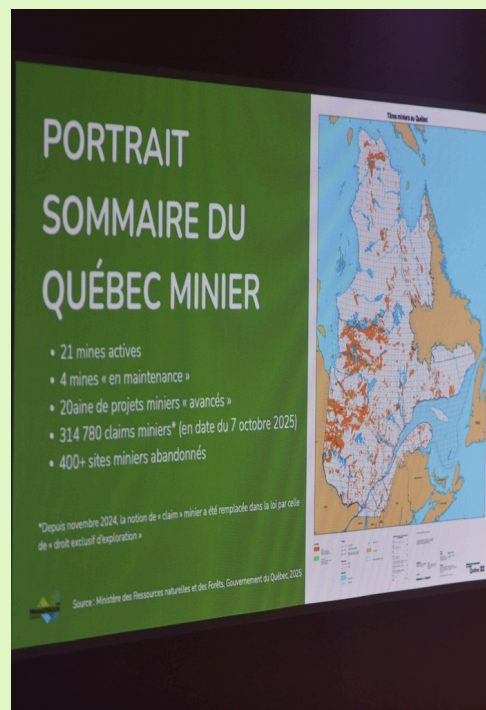 PORTRAIT
SOMMAIRE DU
QUÉBEC MINIER
• 21 mines actives
• 4 mines « en maintenance »
• 20aine de projets miniers « avancés »
• 314 780 claims miniers* (en date du 7 octobre 2025)
• 400+ sites miniers abandonnés
*Depuis novembre 2024, la notion de « claim » minier a été remplacée dans la loi par celle
de « droit exclusif d'exploration »
Source : Ministère des Ressources naturelles et des Forêts, Gouvernement du Québec, 2025
Titres miniers au Québec
Québec